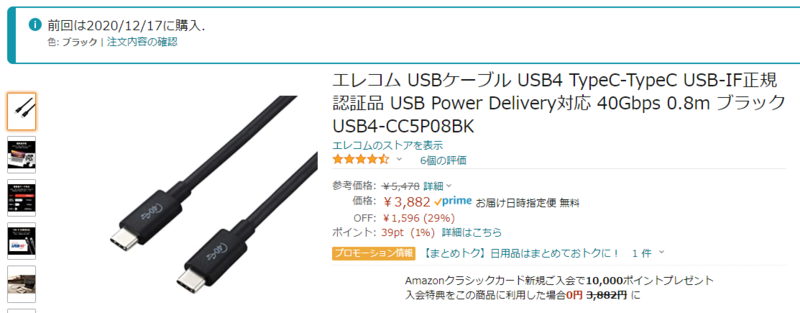 前回は2020/12/17に購入.
色: ブラック | 注文内容の確認
エレコム USBケーブル USB4 TypeC-TypeC USB-IF正規
認証品 USB Power Delivery対応 40Gbps 0.8m ブラック
USB4-CC5P08BK
エレコムのストアを表示
6個の評価
参考価格: ￥5,478 詳細
価格: ￥3,882 prime お届け日時指定便 無料
OFF: ￥1,596 (29%)
ポイント: 39pt (1%) 詳細はこちら
プロモーション情報 【まとめトク】日用品はまとめておトクに！ 1 件
Amazonクラシックカード新規ご入会で10,000ポイントプレゼント
入会特典をこの商品に利用した場合0円 3,882円 に